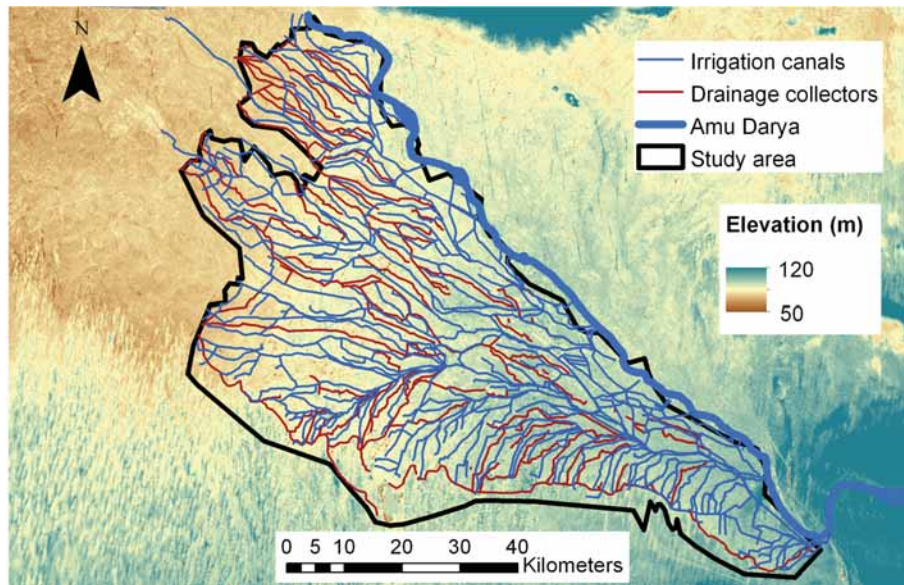 N
Irrigation canals
Drainage collectors
Amu Darya
Study area
Elevation (m)
120
50
0 5 10 20 30 40
Kilometers